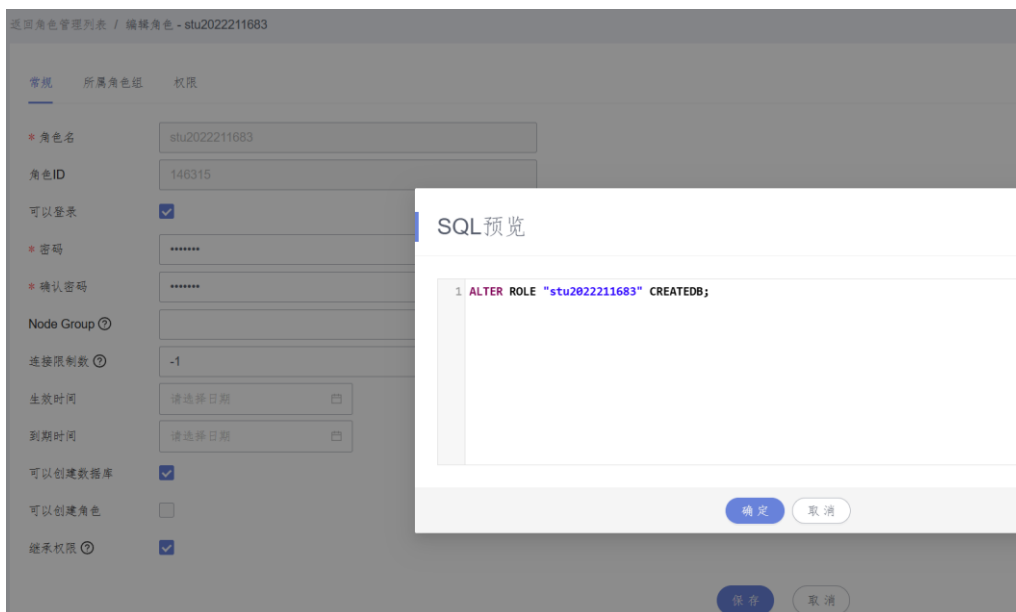 返回角色管理列表 / 编辑角色 - stu2022211683
常规 所属角色组 权限
* 角色名 stu2022211683
角色ID 146315
可以登录
* 密码 •••••••
* 确认密码 •••••••
Node Group
连接限制数 -1
生效时间 请选择日期
到期时间 请选择日期
可以创建数据库
可以创建角色
继承权限
保存 取消
SQL预览
1 ALTER ROLE "stu2022211683" CREATEDB;
确定 取消